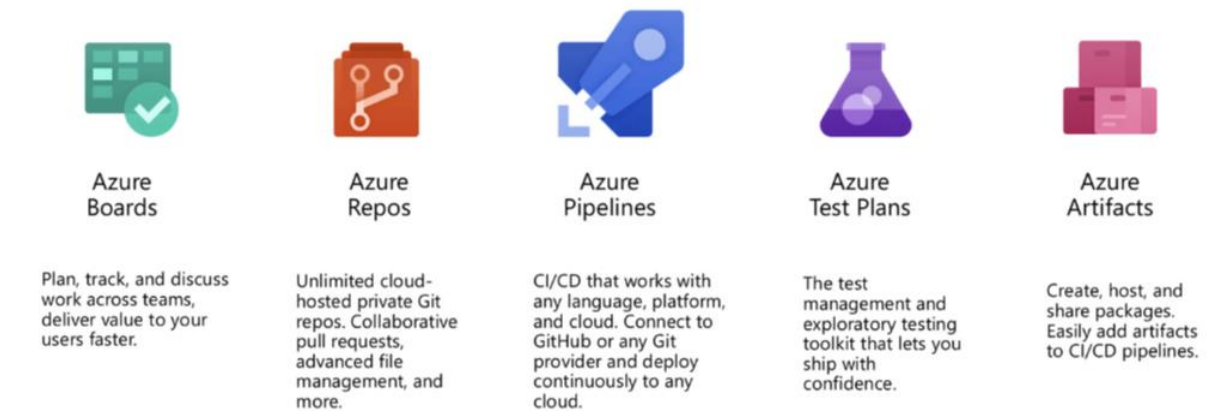 Azure
Boards
Azure
Repos
Azure
Pipelines
Azure
Test Plans
Azure
Artifacts
Plan, track, and discuss
work across teams,
deliver value to your
users faster.
Unlimited cloud-
hosted private Git
repos. Collaborative
pull requests,
advanced file
management, and
more.
CI/CD that works with
any language, platform,
and cloud. Connect to
GitHub or any Git
provider and deploy
continuously to any
cloud.
The test
management and
exploratory testing
toolkit that lets you
ship with
confidence.
Create, host, and
share packages.
Easily add artifacts
to CI/CD pipelines.